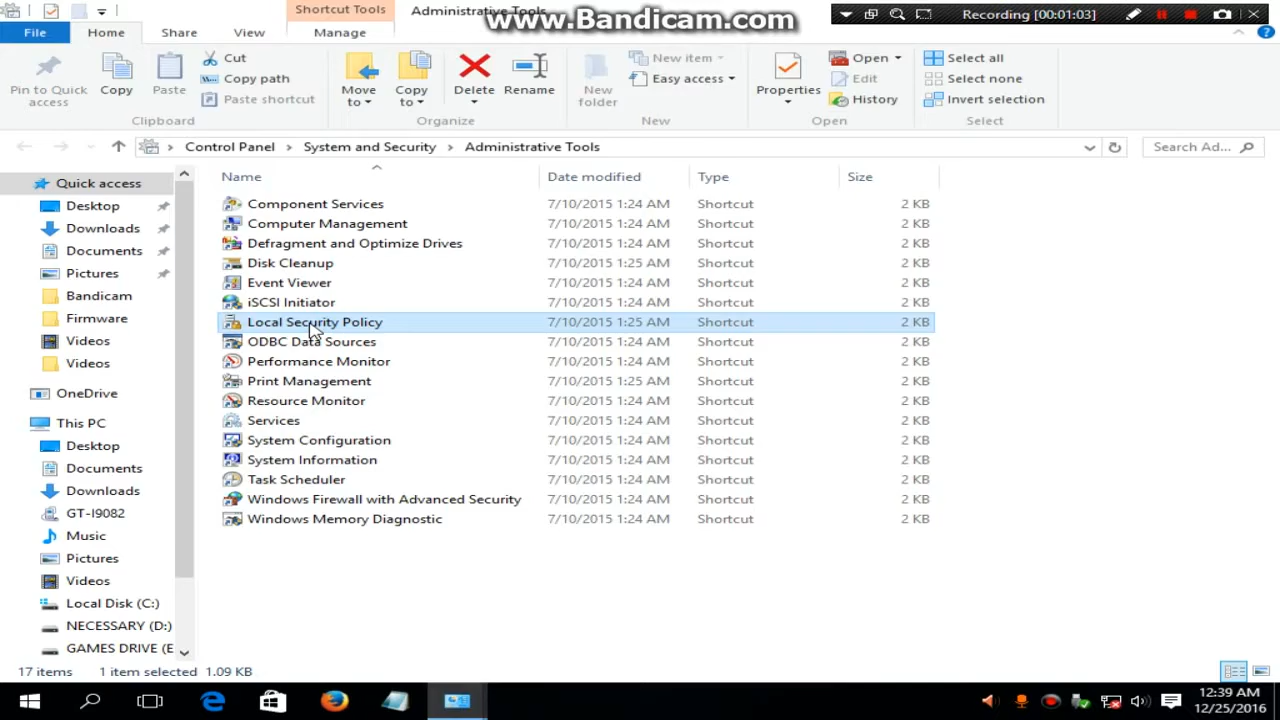 Shortcut Tools
Administrative Tools
www.Bandicam.com
Recording [00:01:03]
File
Home
Share
View
Manage
Pin to Quick access
Copy
Paste
Cut
Copy path
Paste shortcut
Clipboard
Move to
Copy to
Delete
Rename
Organize
New folder
New item
Easy access
New
Properties
Open
Edit
History
Open
Select all
Select none
Invert selection
Select
Control Panel > System and Security > Administrative Tools
Search Ad...
Name Date modified Type Size
Component Services 7/10/2015 1:24 AM Shortcut 2 KB
Computer Management 7/10/2015 1:24 AM Shortcut 2 KB
Defragment and Optimize Drives 7/10/2015 1:24 AM Shortcut 2 KB
Disk Cleanup 7/10/2015 1:25 AM Shortcut 2 KB
Event Viewer 7/10/2015 1:24 AM Shortcut 2 KB
iSCSI Initiator 7/10/2015 1:24 AM Shortcut 2 KB
Local Security Policy 7/10/2015 1:25 AM Shortcut 2 KB
ODBC Data Sources 7/10/2015 1:24 AM Shortcut 2 KB
Performance Monitor 7/10/2015 1:24 AM Shortcut 2 KB
Print Management 7/10/2015 1:25 AM Shortcut 2 KB
Resource Monitor 7/10/2015 1:24 AM Shortcut 2 KB
Services 7/10/2015 1:24 AM Shortcut 2 KB
System Configuration 7/10/2015 1:24 AM Shortcut 2 KB
System Information 7/10/2015 1:24 AM Shortcut 2 KB
Task Scheduler 7/10/2015 1:24 AM Shortcut 2 KB
Windows Firewall with Advanced Security 7/10/2015 1:24 AM Shortcut 2 KB
Windows Memory Diagnostic 7/10/2015 1:24 AM Shortcut 2 KB
Quick access
Desktop
Downloads
Documents
Pictures
Bandicam
Firmware
Videos
Videos
OneDrive
This PC
Desktop
Documents
Downloads
GT-I9082
Music
Pictures
Videos
Local Disk (C:)
NECESSARY (D:)
GAMES DRIVE (E
17 items 1 item selected 1.09 KB
12:39 AM
12/25/2016